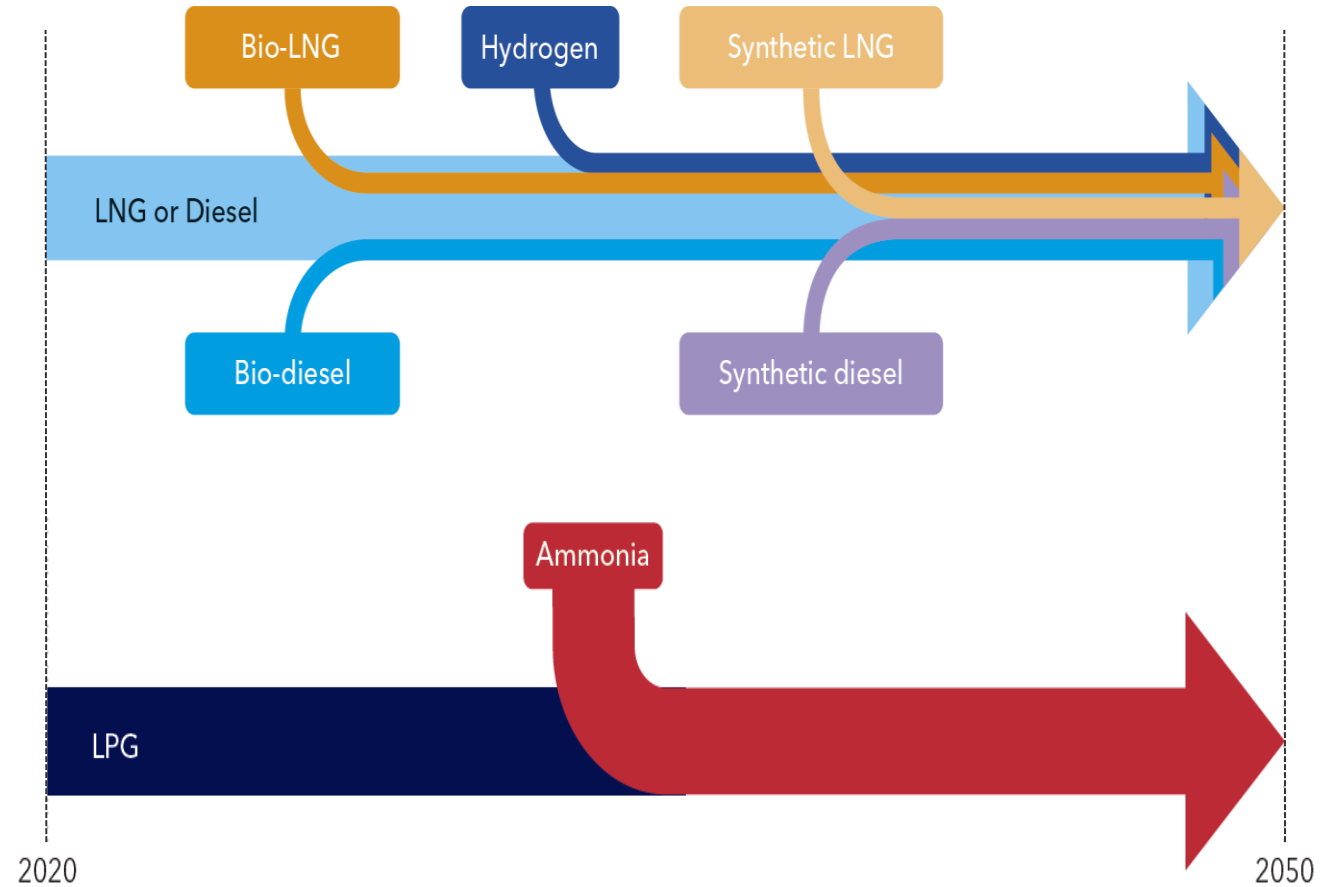 Bio-LNG
Hydrogen
Synthetic LNG
LNG or Diesel
Bio-diesel
Synthetic diesel
Ammonia
LPG
2020
2050